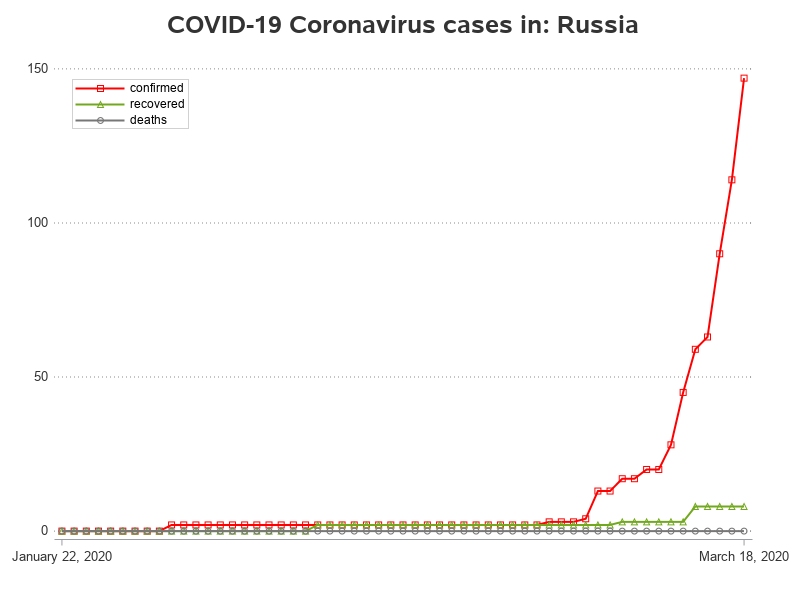 COVID-19 Coronavirus cases in: Russia
150
confirmed
recovered
deaths
100
50
0
January 22, 2020
March 18, 2020